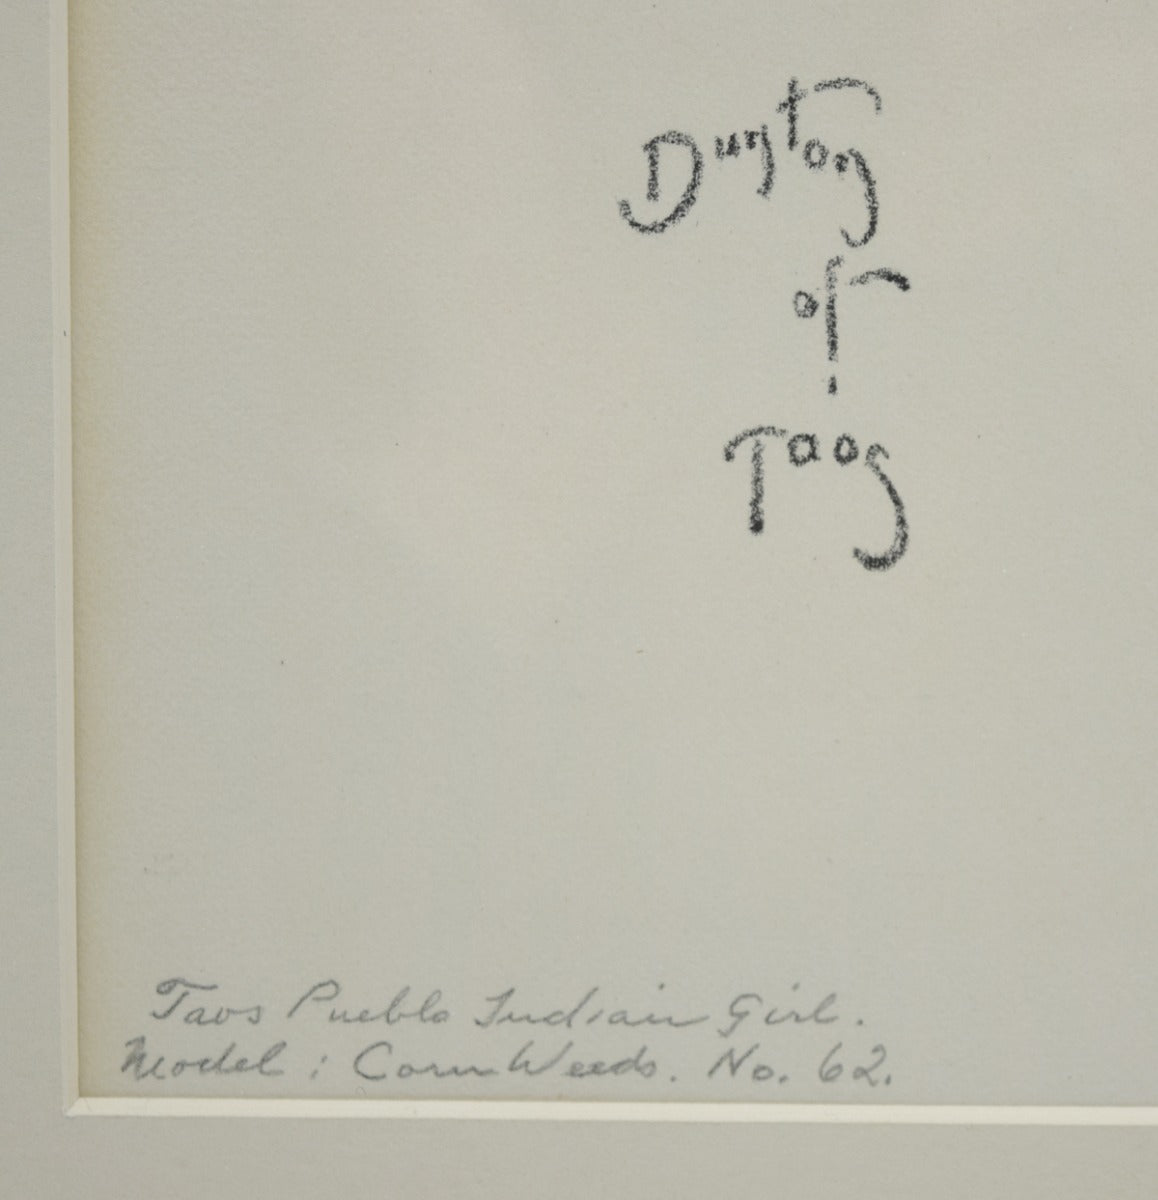 Dunton
of
Taos
Taos Pueblo Indian Girl.
Model: Corn Weeds. No. 62.